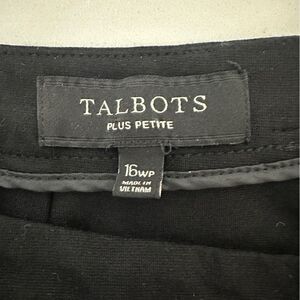 TALBOTS
PLUS PETITE
16WP
MADE IN
VIETNAM